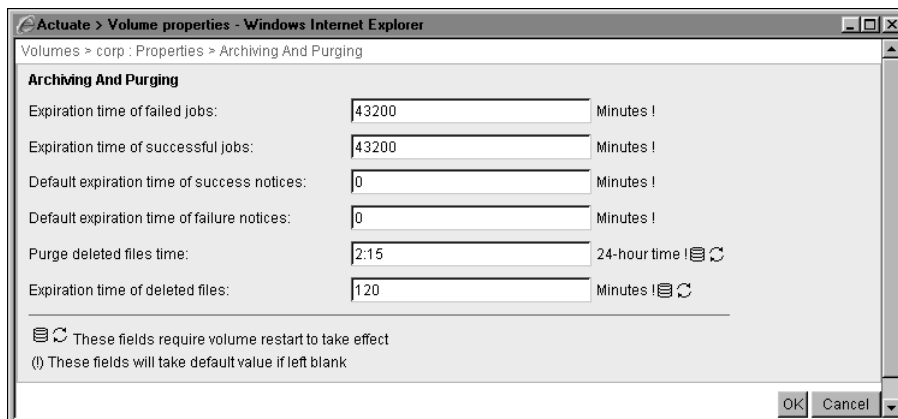 Actuate > Volume properties - Windows Internet Explorer
Volumes > corp : Properties > Archiving And Purging
Archiving And Purging
Expiration time of failed jobs: 43200 Minutes !
Expiration time of successful jobs: 43200 Minutes !
Default expiration time of success notices: 0 Minutes !
Default expiration time of failure notices: 0 Minutes !
Purge deleted files time: 2:15 24-hour time !
Expiration time of deleted files: 120 Minutes !
These fields require volume restart to take effect
(!) These fields will take default value if left blank
OK Cancel